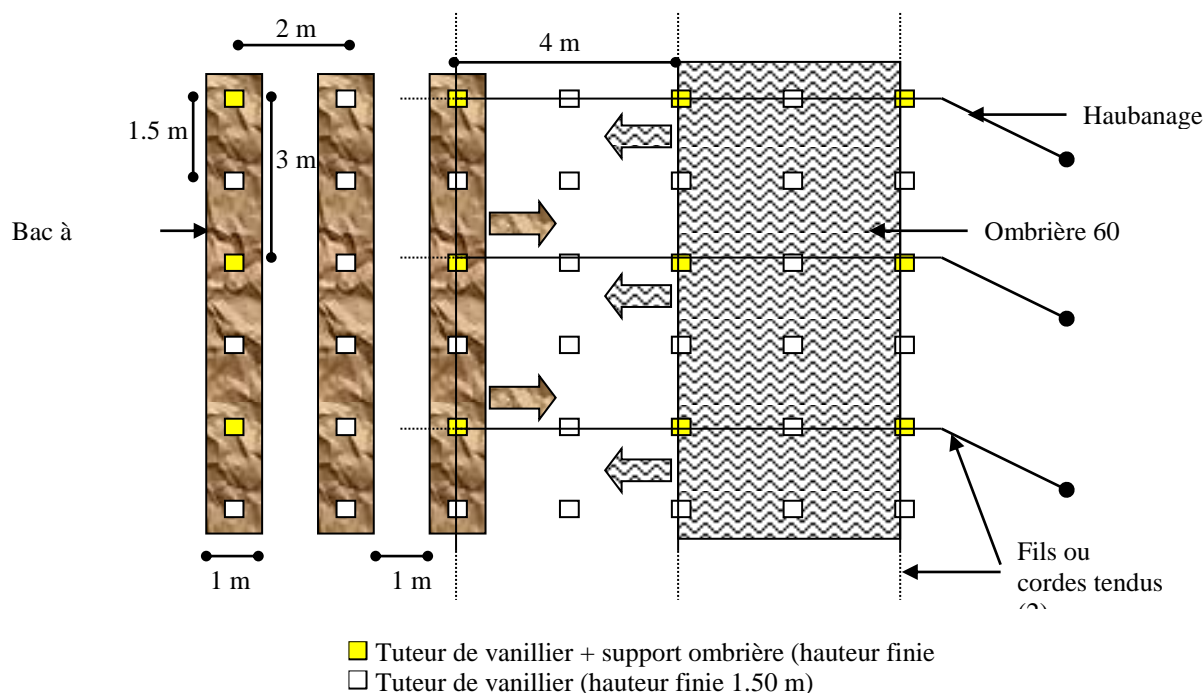 2 m
4 m
1.5 m
3 m
Haubanage
Bac à
Ombrière 60
1 m
1 m
Fils ou
cordes tendus
Tuteur de vanillier + support ombrière (hauteur finie
Tuteur de vanillier (hauteur finie 1.50 m)